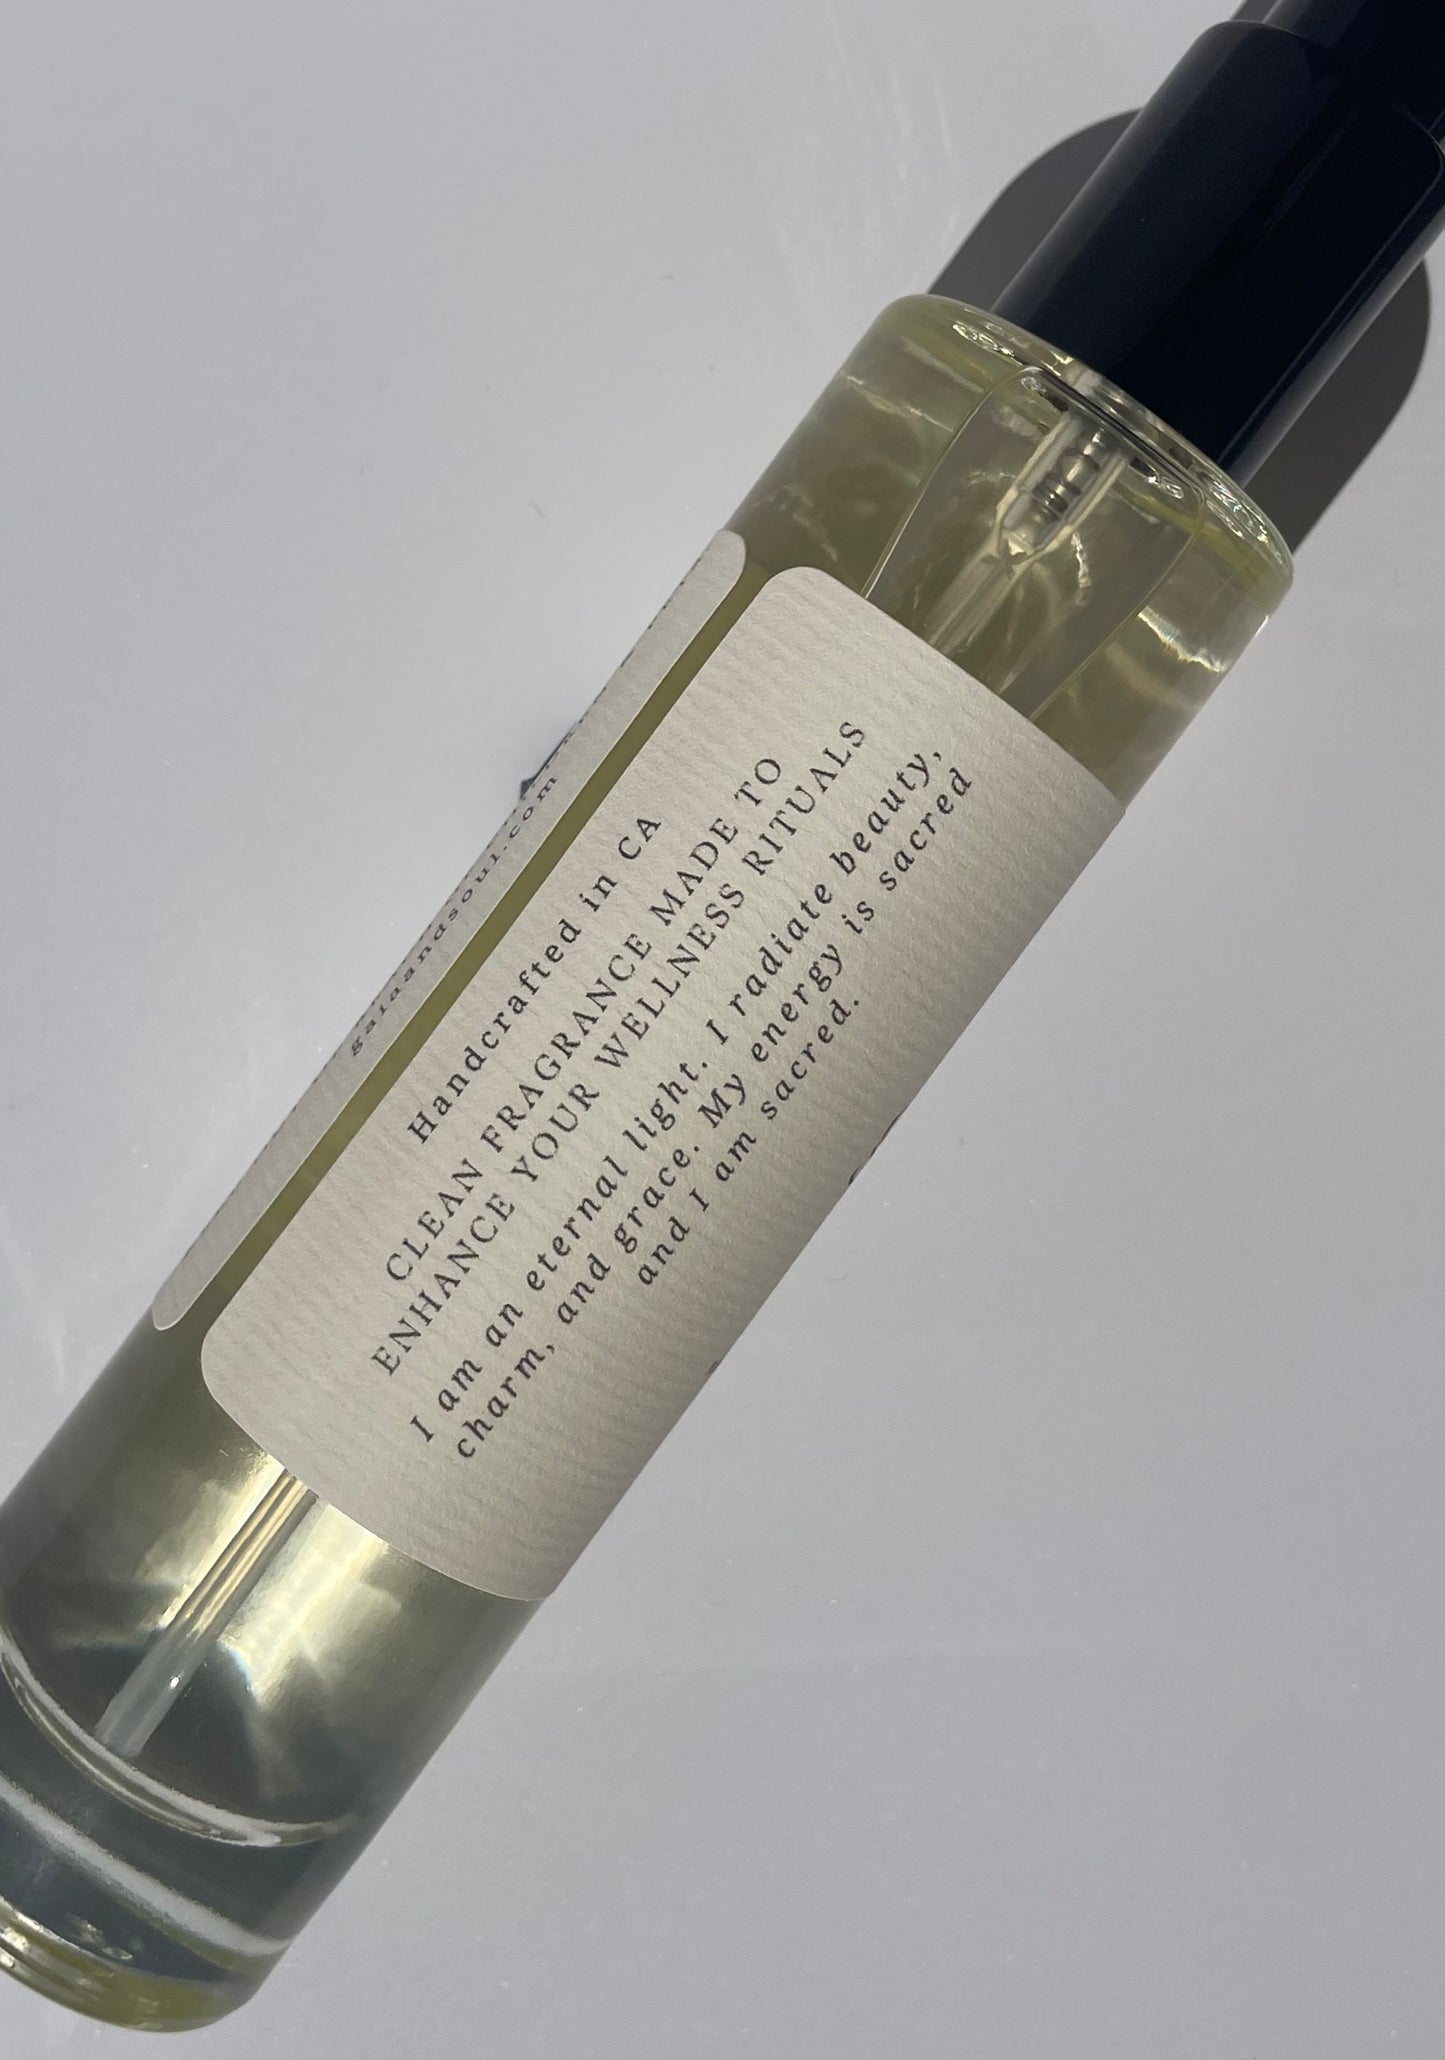 Handcrafted in CA
CLEAN FRAGRANCE MADE TO
ENHANCE YOUR WELLNESS RITUALS
I am an eternal light. I radiate beauty,
charm, and grace. My energy is sacred
and I am sacred.
gaiaandsoul.com